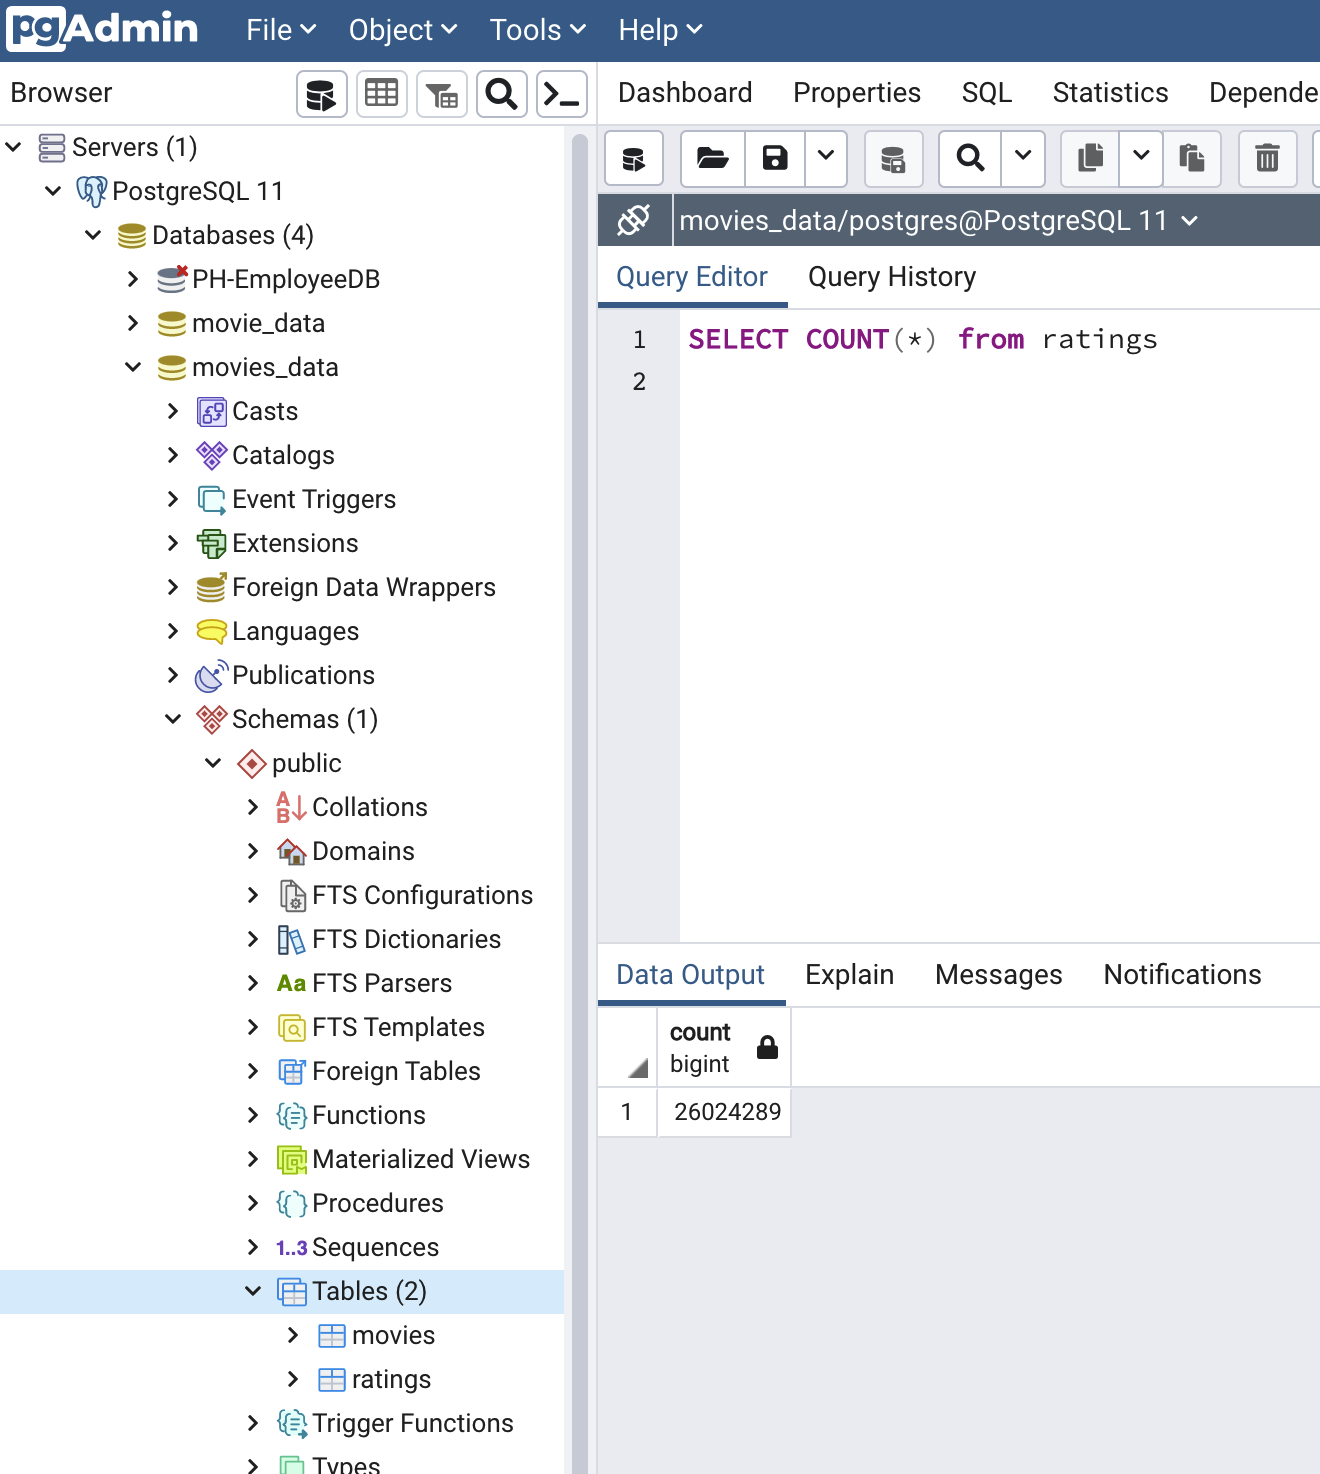 pgAdmin File Object Tools Help
Browser
Dashboard Properties SQL Statistics Depende
Servers (1)
PostgreSQL 11
Databases (4)
PH-EmployeeDB
movie_data
movies_data
Casts
Catalogs
Event Triggers
Extensions
Foreign Data Wrappers
Languages
Publications
Schemas (1)
public
AB Collations
Domains
FTS Configurations
FTS Dictionaries
Aa FTS Parsers
FTS Templates
Foreign Tables
Functions
Materialized Views
Procedures
1..3 Sequences
Tables (2)
movies
ratings
Trigger Functions
Types
movies_data/postgres@PostgreSQL 11
Query Editor Query History
1 SELECT COUNT(*) from ratings
2
Data Output Explain Messages Notifications
count
bigint
1 26024289